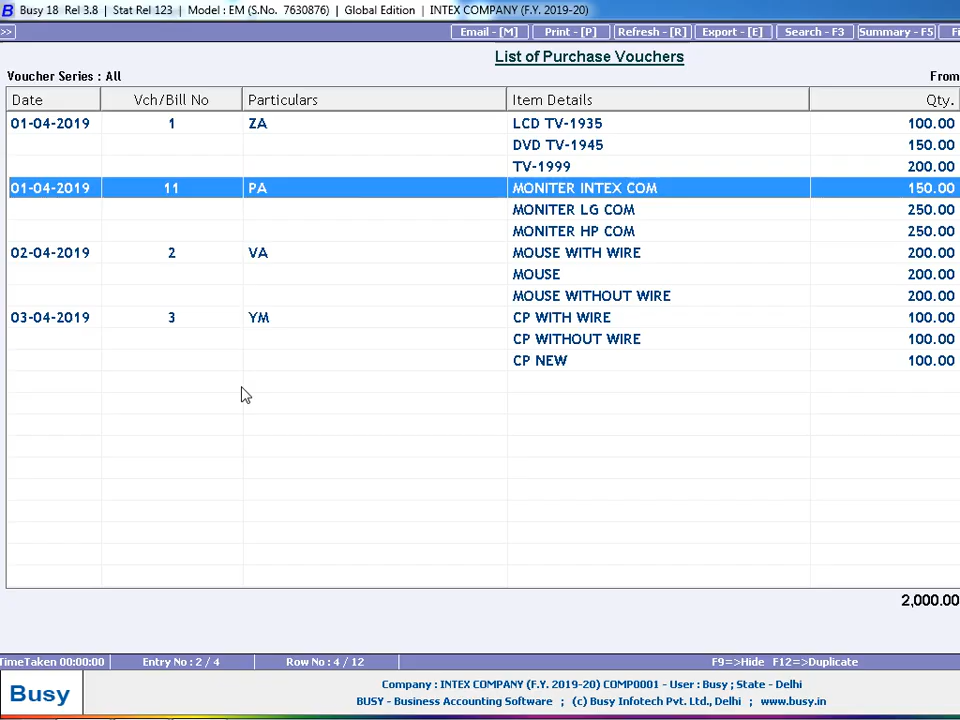 B Busy 18 Rel 3.8 | Stat Rel 123 | Model : EM (S.No. 7630876) | Global Edition | INTEX COMPANY (F.Y. 2019-20)
>> Email - [M] Print - [P] Refresh - [R] Export - [E] Search - F3 Summary - F5 Fi
List of Purchase Vouchers
Voucher Series : All From
Date Vch/Bill No Particulars Item Details Qty.
01-04-2019 1 ZA LCD TV-1935 100.00
DVD TV-1945 150.00
TV-1999 200.00
01-04-2019 11 PA MONITER INTEX COM 150.00
MONITER LG COM 250.00
MONITER HP COM 250.00
02-04-2019 2 VA MOUSE WITH WIRE 200.00
MOUSE 200.00
MOUSE WITHOUT WIRE 200.00
03-04-2019 3 YM CP WITH WIRE 100.00
CP WITHOUT WIRE 100.00
CP NEW 100.00
2,000.00
TimeTaken 00:00:00 Entry No : 2 / 4 Row No : 4 / 12 F9=>Hide F12=>Duplicate
Busy
Company : INTEX COMPANY (F.Y. 2019-20) COMP0001 - User : Busy ; State - Delhi
BUSY - Business Accounting Software ; (c) Busy Infotech Pvt. Ltd., Delhi ; www.busy.in